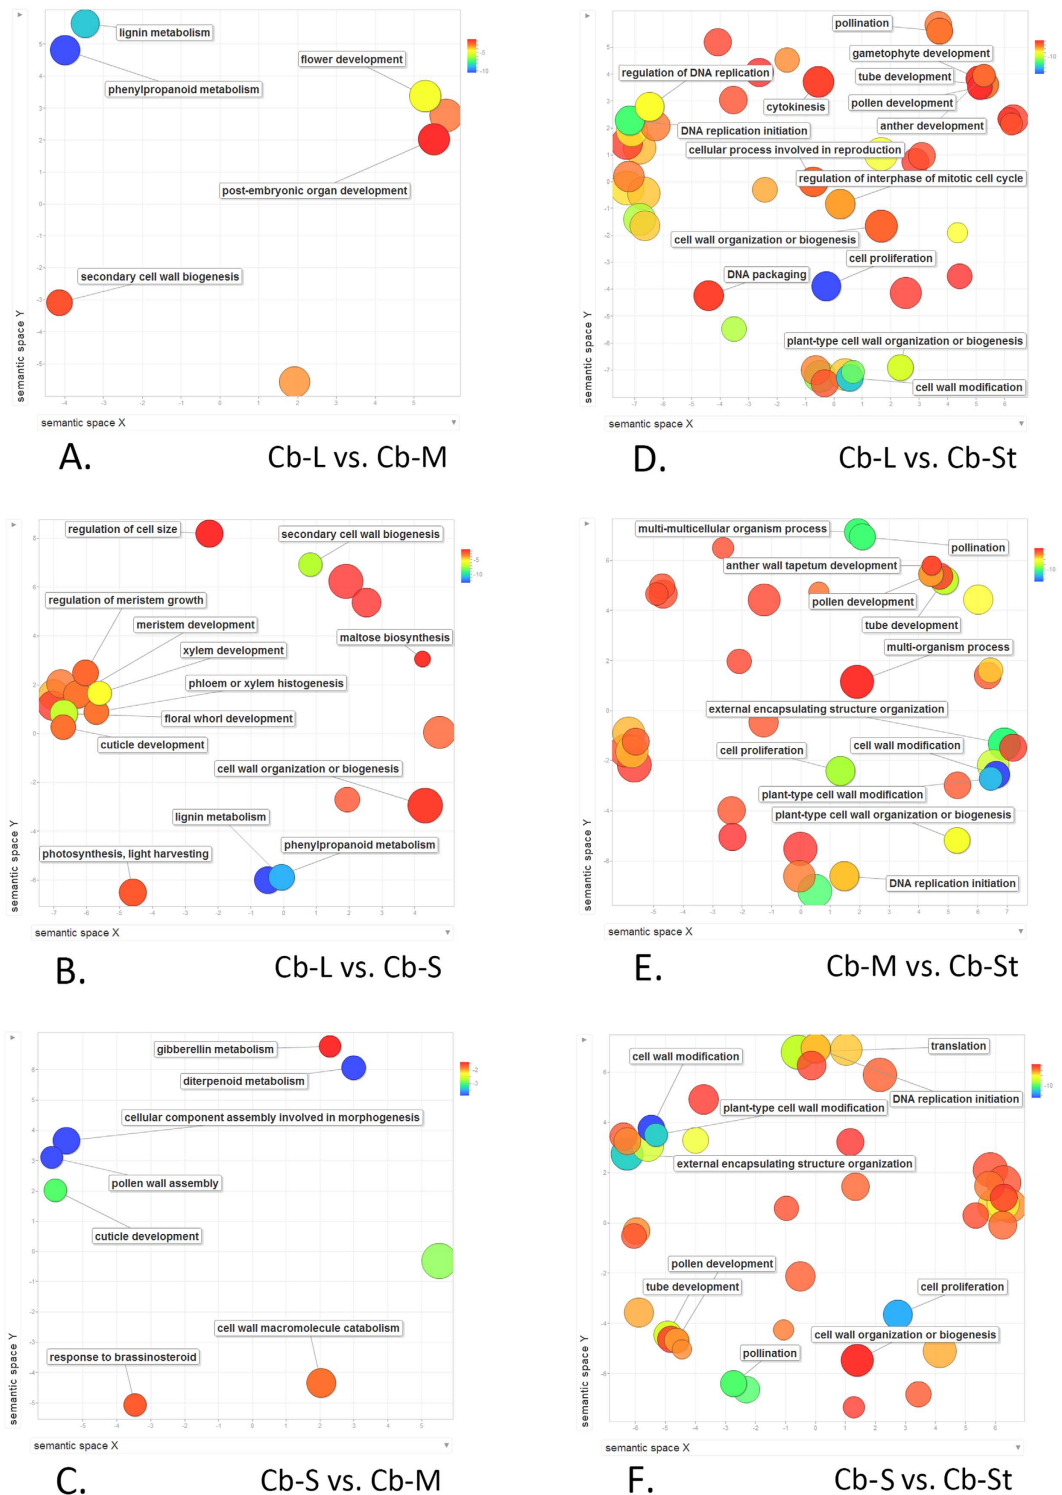 lignin metabolism
phenylpropanoid metabolism
flower development
post-embryonic organ development
secondary cell wall biogenesis
semantic space Y
semantic space X
A.
Cb-L vs. Cb-M
pollination
gametophyte development
regulation of DNA replication
tube development
cytokinesis
pollen development
DNA replication initiation
anther development
cellular process involved in reproduction
regulation of interphase of mitotic cell cycle
cell wall organization or biogenesis
cell proliferation
DNA packaging
plant-type cell wall organization or biogenesis
cell wall modification
semantic space Y
semantic space X
D.
Cb-L vs. Cb-St
regulation of cell size
secondary cell wall biogenesis
regulation of meristem growth
meristem development
maltose biosynthesis
xylem development
phloem or xylem histogenesis
floral whorl development
cuticle development
cell wall organization or biogenesis
lignin metabolism
phenylpropanoid metabolism
photosynthesis, light harvesting
semantic space Y
semantic space X
B.
Cb-L vs. Cb-S
multi-multicellular organism process
pollination
anther wall tapetum development
pollen development
tube development
multi-organism process
external encapsulating structure organization
cell proliferation
cell wall modification
plant-type cell wall modification
plant-type cell wall organization or biogenesis
DNA replication initiation
semantic space Y
semantic space X
E.
Cb-M vs. Cb-St
gibberellin metabolism
diterpenoid metabolism
cellular component assembly involved in morphogenesis
pollen wall assembly
cuticle development
cell wall macromolecule catabolism
response to brassinosteroid
semantic space Y
semantic space X
C.
Cb-S vs. Cb-M
translation
cell wall modification
DNA replication initiation
plant-type cell wall modification
external encapsulating structure organization
pollen development
tube development
cell proliferation
cell wall organization or biogenesis
pollination
semantic space Y
semantic space X
F.
Cb-S vs. Cb-St